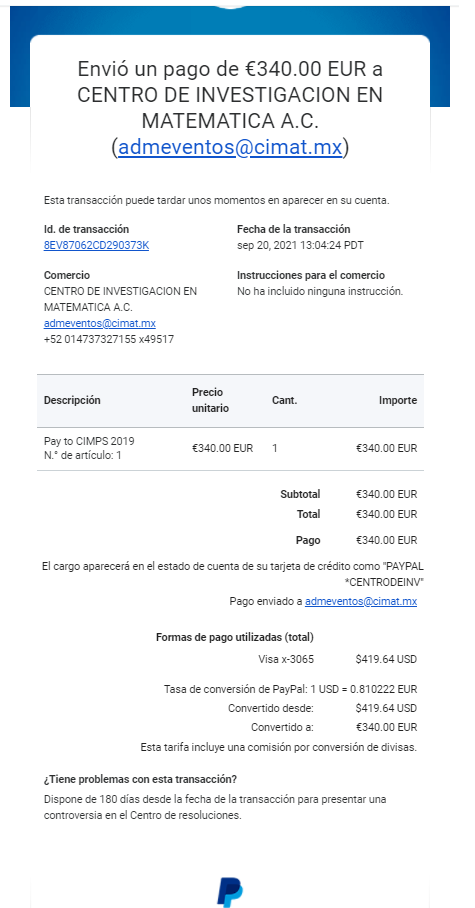 Envió un pago de €340.00 EUR a
CENTRO DE INVESTIGACION EN
MATEMATICA A.C.
(admeventos@cimat.mx)
Esta transacción puede tardar unos momentos en aparecer en su cuenta.
Id. de transacción
8EV87062CD290373K
Fecha de la transacción
sep 20, 2021 13:04:24 PDT
Comercio
CENTRO DE INVESTIGACION EN
MATEMATICA A.C.
admeventos@cimat.mx
+52 014737327155 x49517
Instrucciones para el comercio
No ha incluido ninguna instrucción.
Descripción Precio unitario Cant. Importe
Pay to CIMPS 2019
N.° de artículo: 1
€340.00 EUR 1 €340.00 EUR
Subtotal €340.00 EUR
Total €340.00 EUR
Pago €340.00 EUR
El cargo aparecerá en el estado de cuenta de su tarjeta de crédito como "PAYPAL
*CENTRODEINV"
Pago enviado a admeventos@cimat.mx
Formas de pago utilizadas (total)
Visa x-3065 $419.64 USD
Tasa de conversión de PayPal: 1 USD = 0.810222 EUR
Convertido desde: $419.64 USD
Convertido a: €340.00 EUR
Esta tarifa incluye una comisión por conversión de divisas.
¿Tiene problemas con esta transacción?
Dispone de 180 días desde la fecha de la transacción para presentar una
controversia en el Centro de resoluciones.